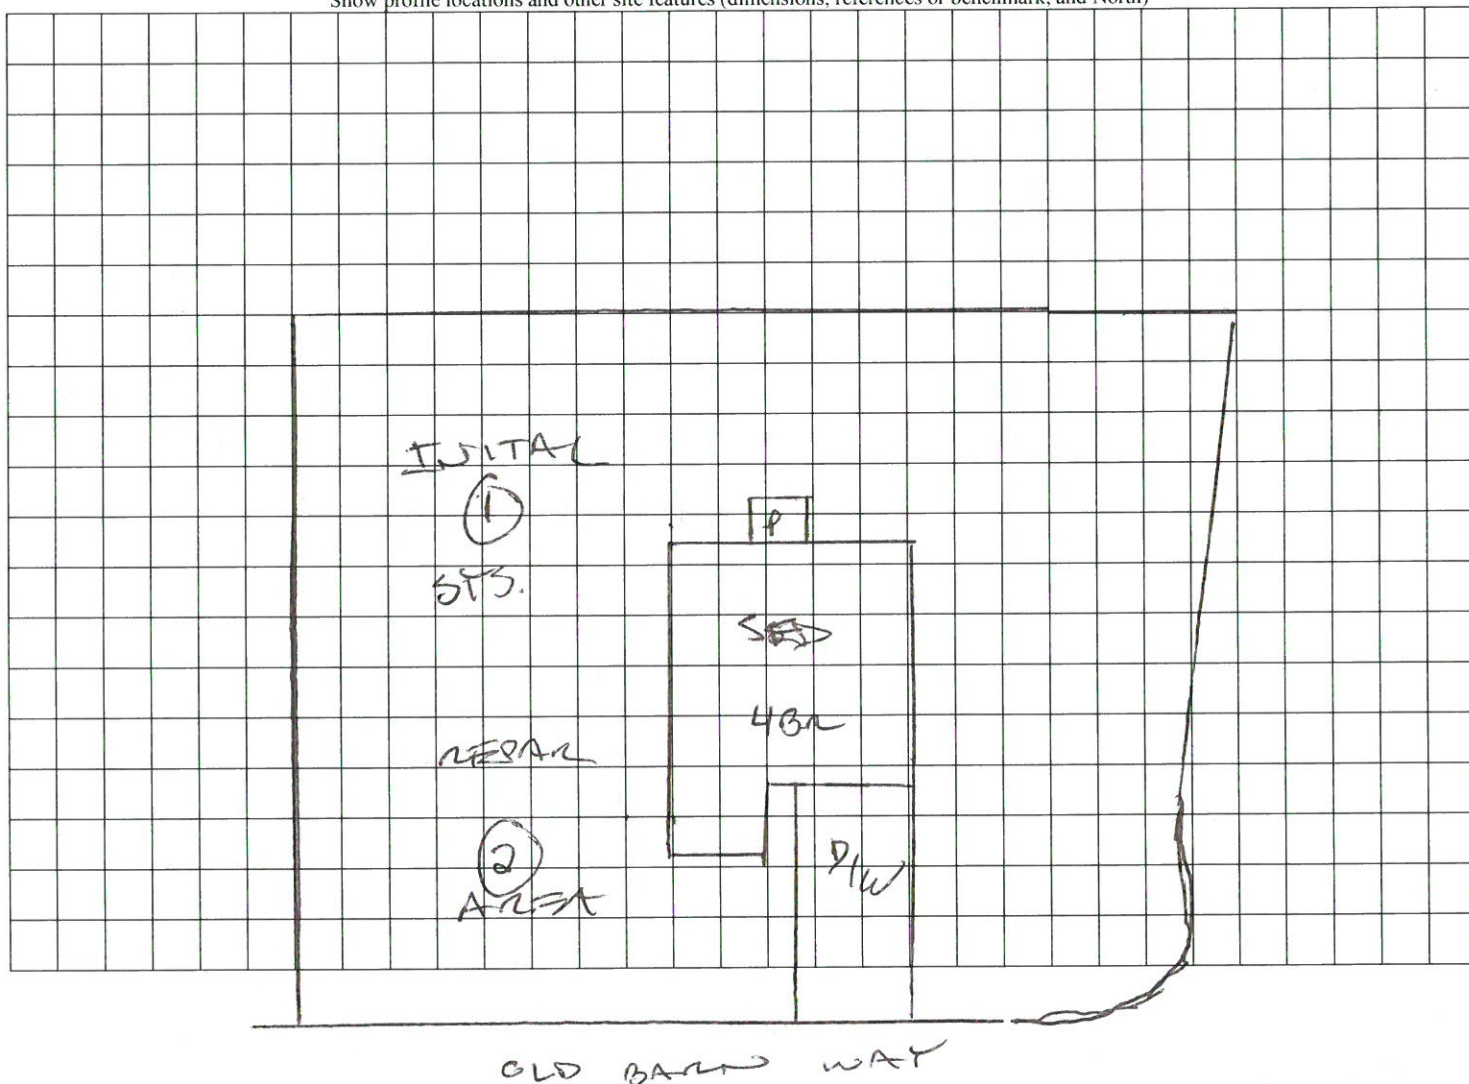 Show profile locations and other site features (dimensions, references or benchmark, and North)
INITAL
1
SYS.
P
SFD
4BR
REPAR
2
AREA
D/W
OLD BARN WAY